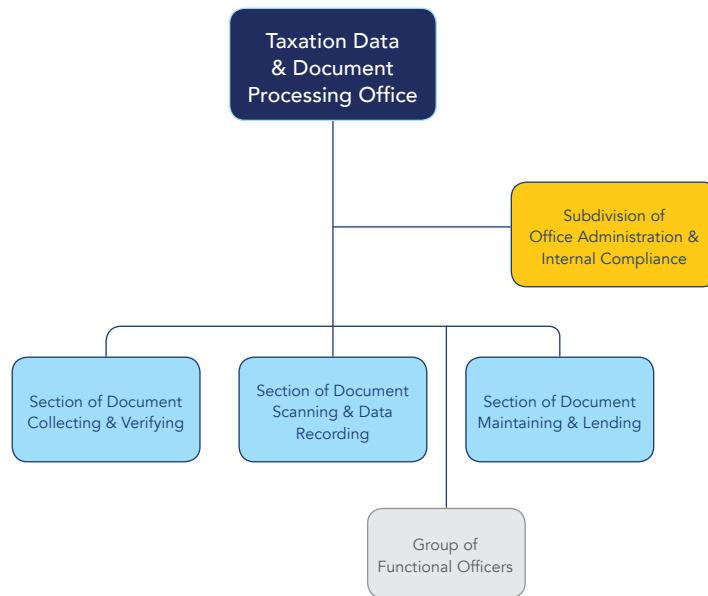 Taxation Data
& Document
Processing Office
Subdivision of
Office Administration &
Internal Compliance
Section of Document
Collecting & Verifying
Section of Document
Scanning & Data
Recording
Section of Document
Maintaining & Lending
Group of
Functional Officers